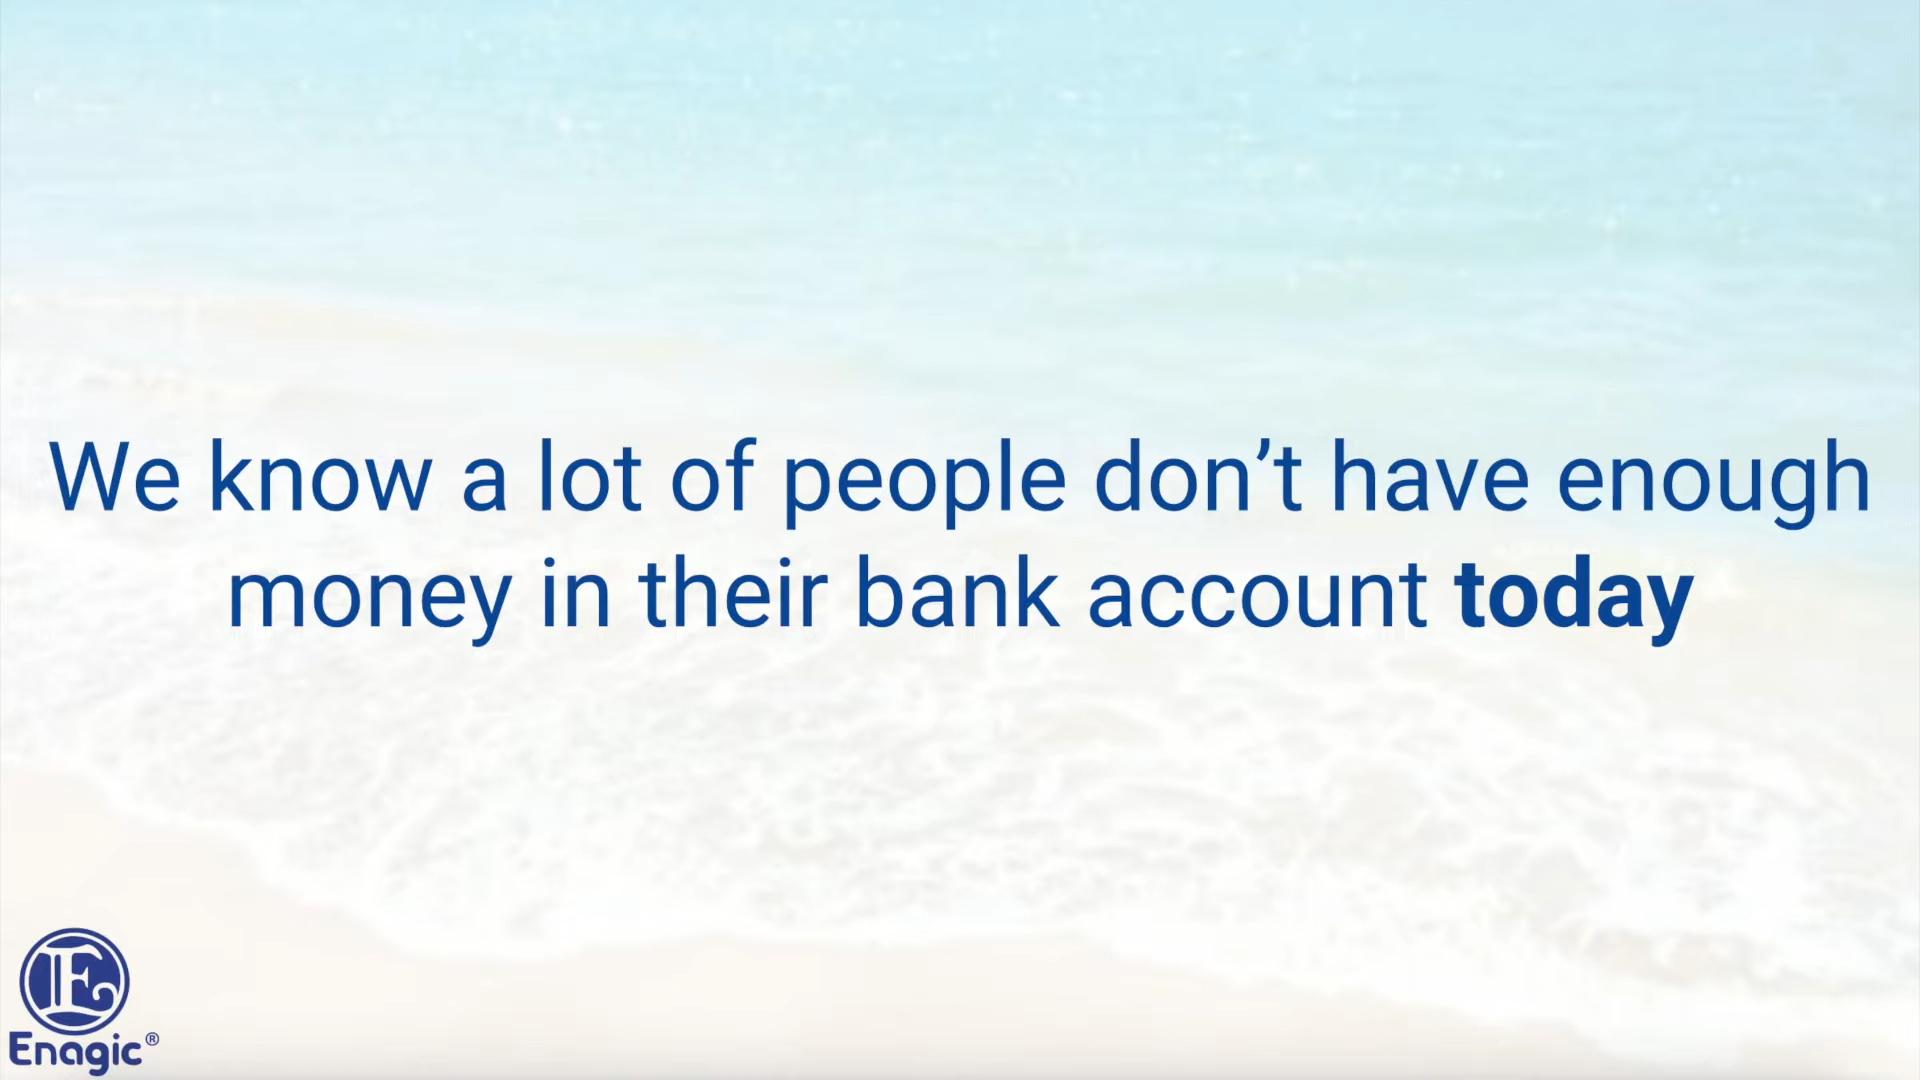 We know a lot of people don’t have enough
money in their bank account today
E
Enagic®